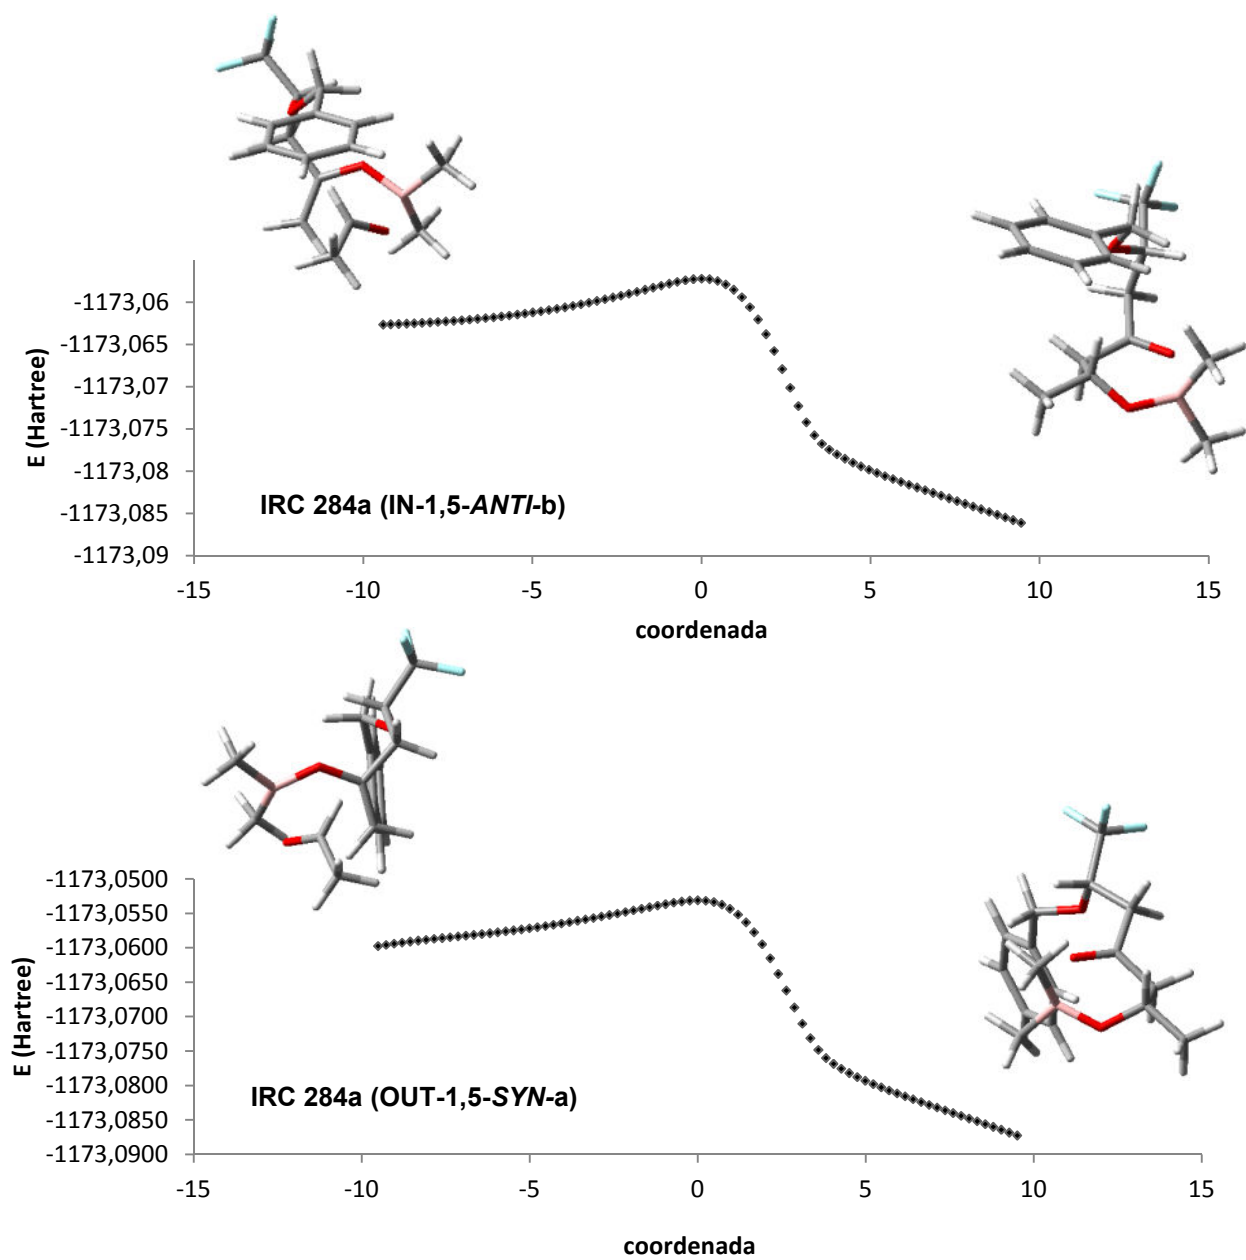 -1173,06
-1173,065
-1173,07
-1173,075
-1173,08
-1173,085
-1173,09
E (Hartree)
IRC 284a (IN-1,5-ANTI-b)
-15 -10 -5 0 5 10 15
coordenada
-1173,0500
-1173,0550
-1173,0600
-1173,0650
-1173,0700
-1173,0750
-1173,0800
-1173,0850
-1173,0900
E (Hartree)
IRC 284a (OUT-1,5-SYN-a)
-15 -10 -5 0 5 10 15
coordenada